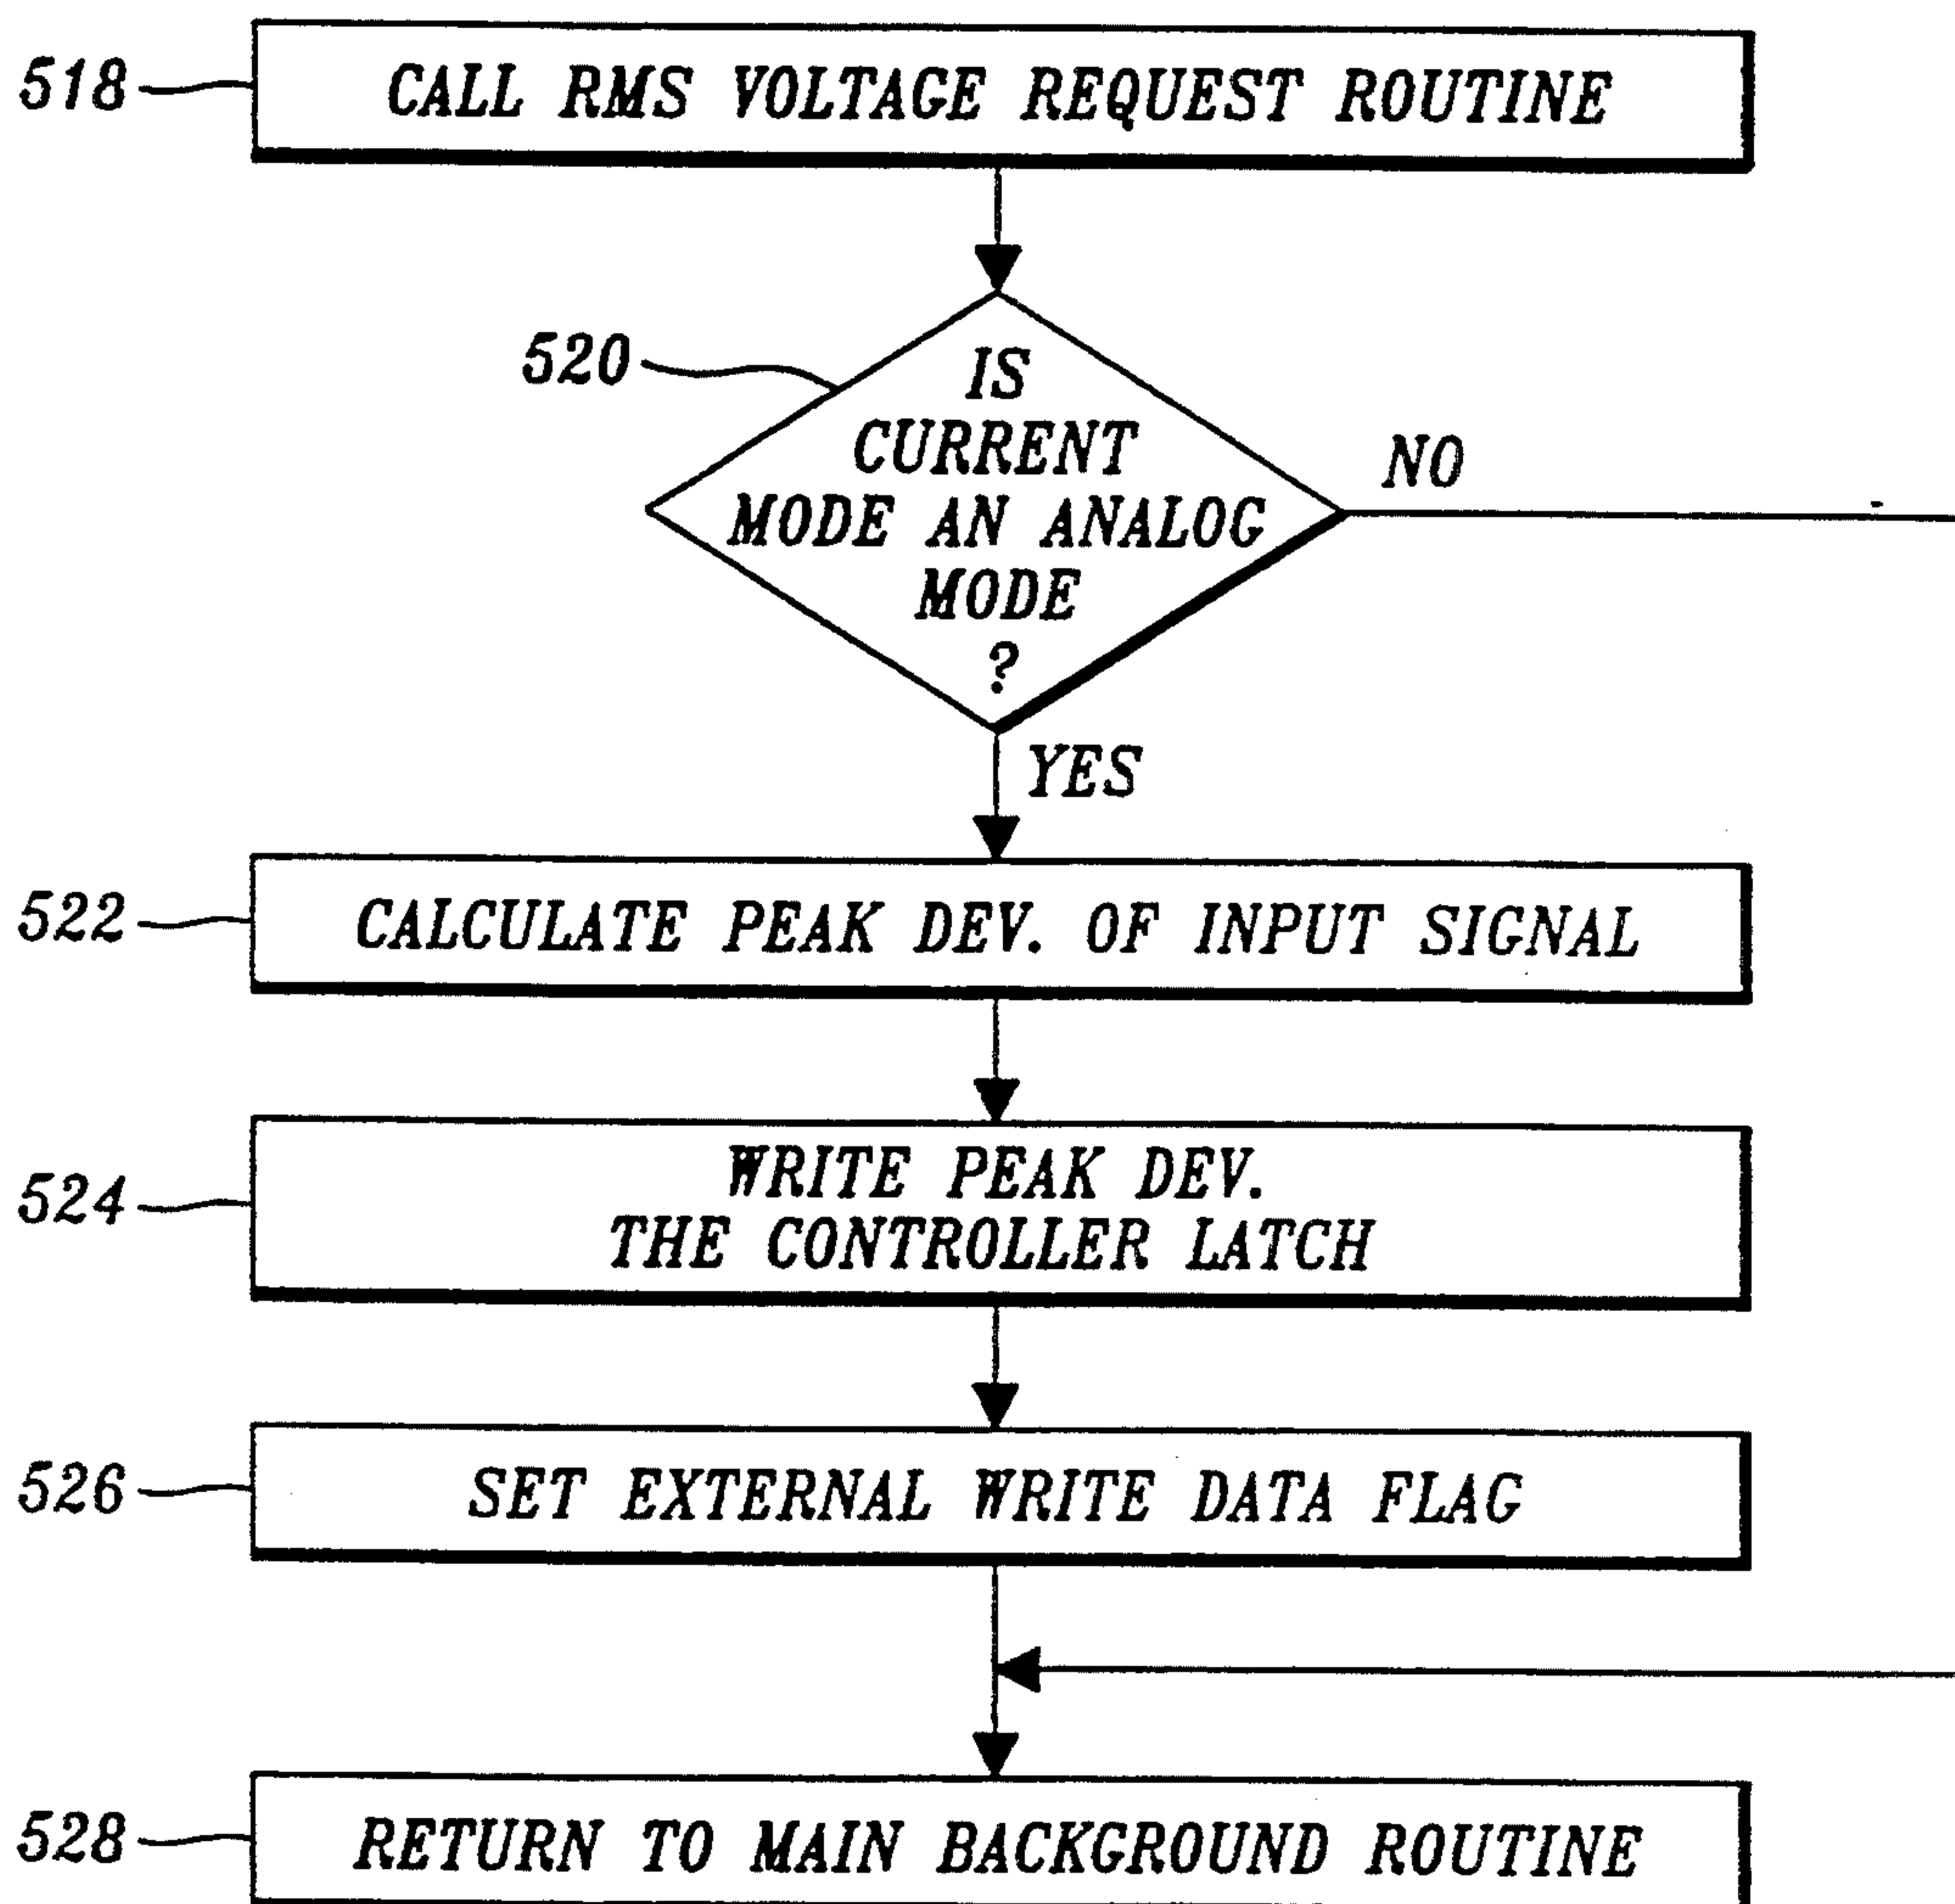 518
CALL RMS VOLTAGE REQUEST ROUTINE
520
IS
CURRENT
MODE AN ANALOG
MODE
?
NO
YES
522
CALCULATE PEAK DEV. OF INPUT SIGNAL
524
WRITE PEAK DEV.
THE CONTROLLER LATCH
526
SET EXTERNAL WRITE DATA FLAG
528
RETURN TO MAIN BACKGROUND ROUTINE